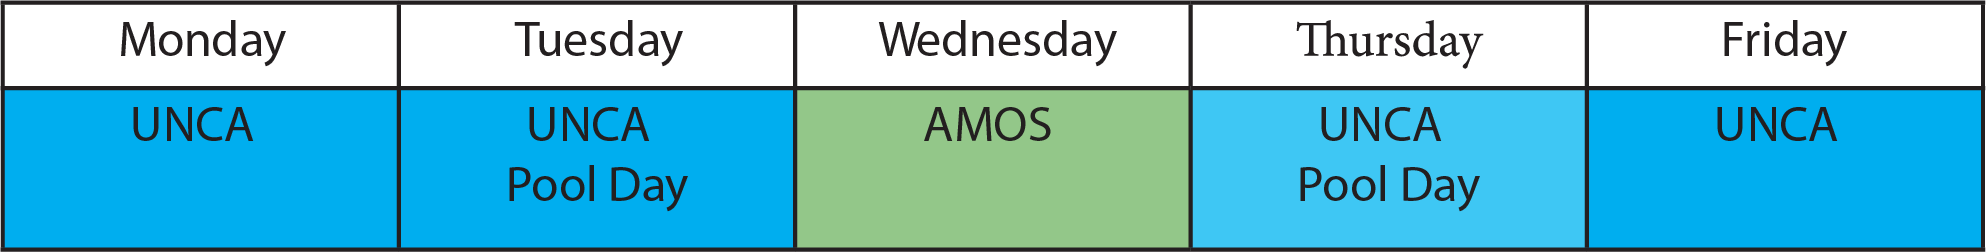 Monday Tuesday Wednesday Thursday Friday
UNCA UNCA AMOS UNCA UNCA
Pool Day Pool Day